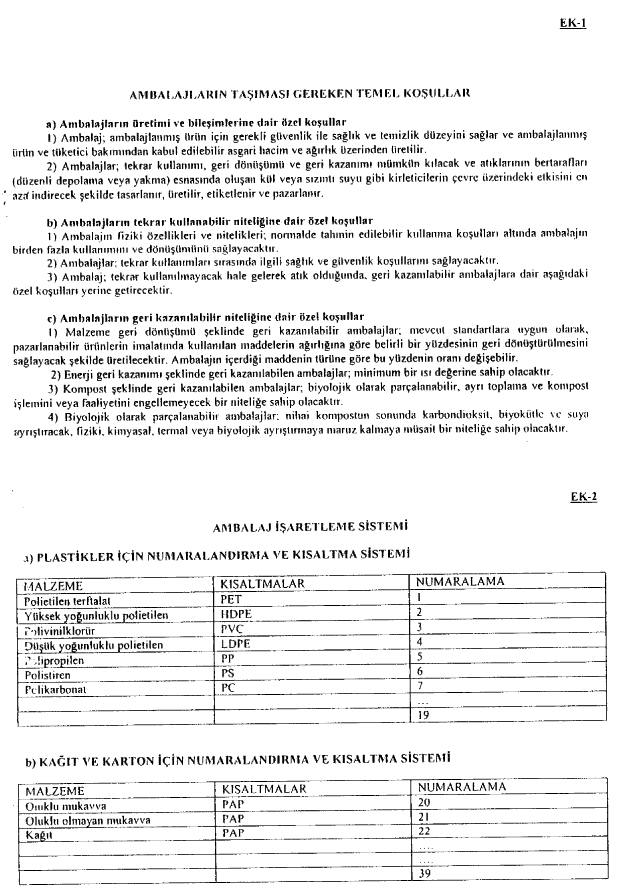 EK-1
AMBALAJLARIN TAŞIMASI GEREKEN TEMEL KOŞULLAR
a) Ambalajların üretimi ve bileşimlerine dair özel koşullar
1) Ambalaj; ambalajlanmış ürün için gerekli güvenlik ile sağlık ve temizlik düzeyini sağlar ve ambalajlanmış
ürün ve tüketici bakımından kabul edilebilir asgari hacim ve ağırlık üzerinden üretilir.
2) Ambalajlar; tekrar kullanımı, geri dönüşümü ve geri kazanımı mümkün kılacak ve atıklarının bertarafları
(düzenli depolama veya yakma) esnasında oluşan kül veya sızıntı suyu gibi kirleticilerin çevre üzerindeki etkisini en
aza indirecek şekilde tasarlanır, üretilir, etiketlenir ve pazarlanır.
b) Ambalajların tekrar kullanabilir niteliğine dair özel koşullar
1) Ambalajın fiziki özellikleri ve nitelikleri; normalde tahmin edilebilir kullanma koşulları altında ambalajın
birden fazla kullanımını ve dönüşümünü sağlayacaktır.
2) Ambalajlar; tekrar kullanımları sırasında ilgili sağlık ve güvenlik koşullarını sağlayacaktır.
3) Ambalaj; tekrar kullanılmayacak hale gelerek atık olduğunda, geri kazanılabilir ambalajlara dair aşağıdaki
özel koşulları yerine getirecektir.
c) Ambalajların geri kazanılabilir niteliğine dair özel koşullar
1) Malzeme geri dönüşümü şeklinde geri kazanılabilir ambalajlar; mevcut standartlara uygun olarak,
pazarlanabilir ürünlerin imalatında kullanılan maddelerin ağırlığına göre belirli bir yüzdesinin geri dönüştürülmesini
sağlayacak şekilde üretilecektir. Ambalajın içerdiği maddenin türüne göre bu yüzdenin oranı değişebilir.
2) Enerji geri kazanımı şeklinde geri kazanılabilen ambalajlar; minimum bir ısı değerine sahip olacaktır.
3) Kompost şeklinde geri kazanılabilen ambalajlar; biyolojik olarak parçalanabilir, ayrı toplama ve kompost
işlemini veya faaliyetini engellemeyecek bir niteliğe sahip olacaktır.
4) Biyolojik olarak parçalanabilir ambalajlar; nihai kompostun sonunda karbondioksit, biyokütle ve suya
ayrıştıracak, fiziki, kimyasal, termal veya biyolojik ayrıştırmaya maruz kalmaya müsait bir niteliğe sahip olacaktır.
EK-2
AMBALAJ İŞARETLEME SİSTEMİ
a) PLASTİKLER İÇİN NUMARALANDIRMA VE KISALTMA SİSTEMİ
MALZEME KISALTMALAR NUMARALAMA
Polietilen terftalat PET 1
Yüksek yoğunluklu polietilen HDPE 2
Polivinilklorür PVC 3
Düşük yoğunluklu polietilen LDPE 4
Polipropilen PP 5
Polistiren PS 6
Polikarbonat PC 7
....
19
b) KAĞIT VE KARTON İÇİN NUMARALANDIRMA VE KISALTMA SİSTEMİ
MALZEME KISALTMALAR NUMARALAMA
Oluklu mukavva PAP 20
Oluklu olmayan mukavva PAP 21
Kağıt PAP 22
....
....
39